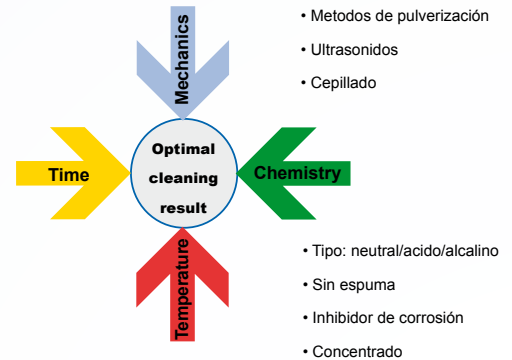 • Metodos de pulverización
• Ultrasonidos
• Cepillado
Mechanics
Time
Optimal
cleaning
result
Chemistry
Temperature
• Tipo: neutral/acido/alcalino
• Sin espuma
• Inhibidor de corrosión
• Concentrado